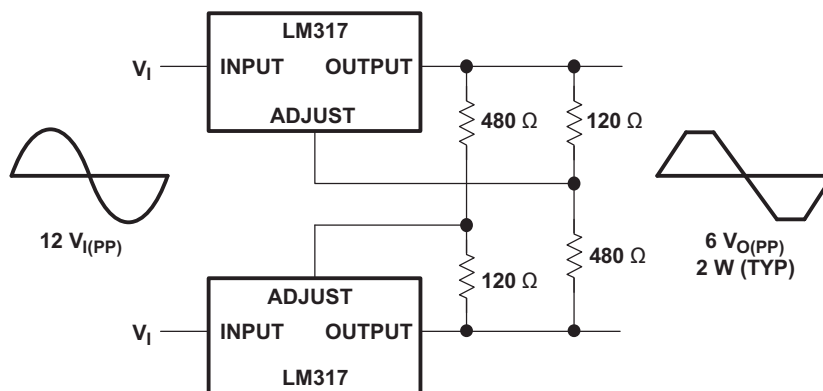 LM317
V_I INPUT OUTPUT
ADJUST
480 Ω 120 Ω
12 V_I(PP)
6 V_O(PP)
2 W (TYP)
120 Ω 480 Ω
ADJUST
V_I INPUT OUTPUT
LM317